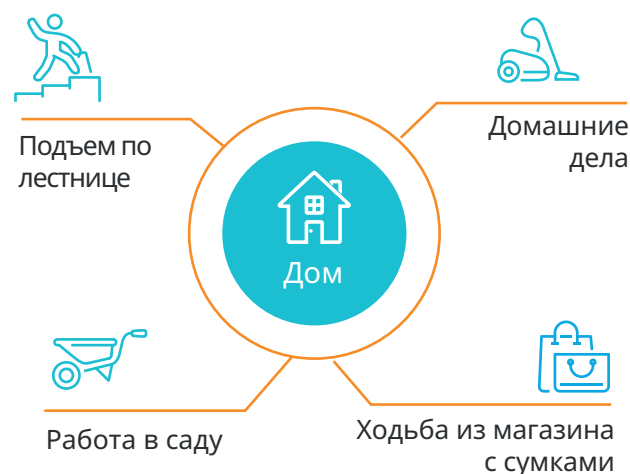 Подъем по
лестнице
Домашние
дела
Дом
Работа в саду
Ходьба из магазина
с сумками